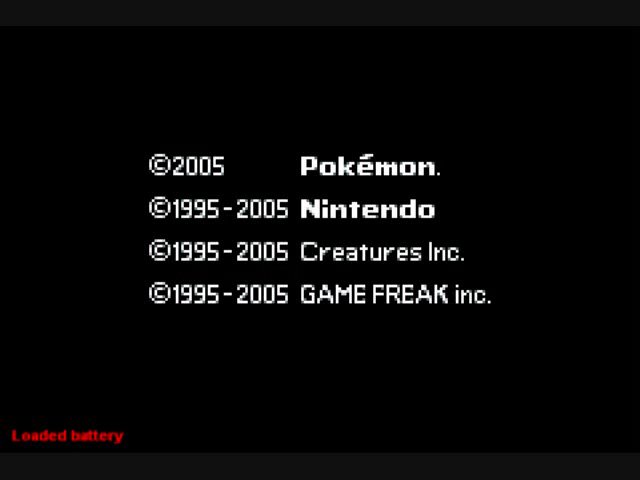 ©2005 Pokémon.
©1995-2005 Nintendo
©1995-2005 Creatures Inc.
©1995-2005 GAME FREAK inc.
Loaded battery